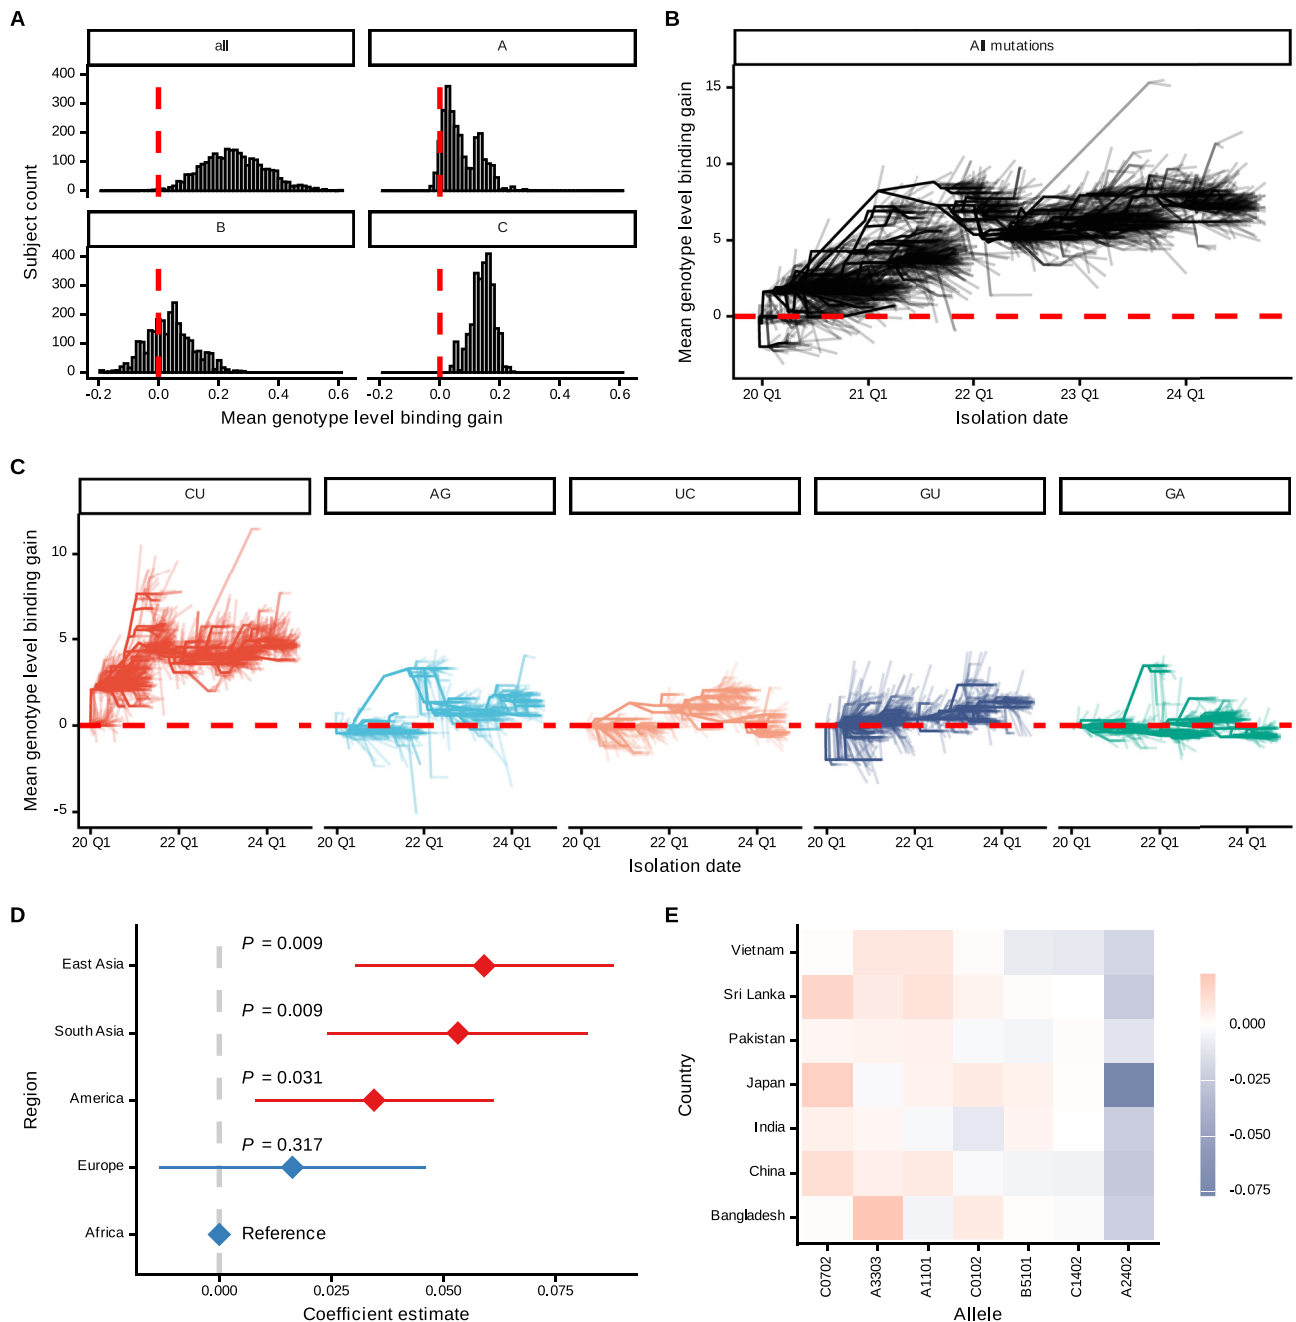 A
all
A
400
300
200
100
0
B
C
400
300
200
100
0
Subject count
-0.2 0.0 0.2 0.4 0.6 -0.2 0.0 0.2 0.4 0.6
Mean genotype level binding gain
B
All mutations
15
10
5
0
Mean genotype level binding gain
20 Q1 21 Q1 22 Q1 23 Q1 24 Q1
Isolation date
C
CU AG UC GU GA
10
5
0
-5
Mean genotype level binding gain
20 Q1 22 Q1 24 Q1 20 Q1 22 Q1 24 Q1 20 Q1 22 Q1 24 Q1 20 Q1 22 Q1 24 Q1 20 Q1 22 Q1 24 Q1
Isolation date
D
P = 0.009
East Asia
P = 0.009
South Asia
P = 0.031
America
P = 0.317
Europe
Africa
Reference
Region
0.000 0.025 0.050 0.075
Coefficient estimate
E
Vietnam
Sri Lanka
Pakistan
Japan
India
China
Bangladesh
Country
C0702 A3303 A1101 C0102 B5101 C1402 A2402
Allele
0.000
-0.025
-0.050
-0.075